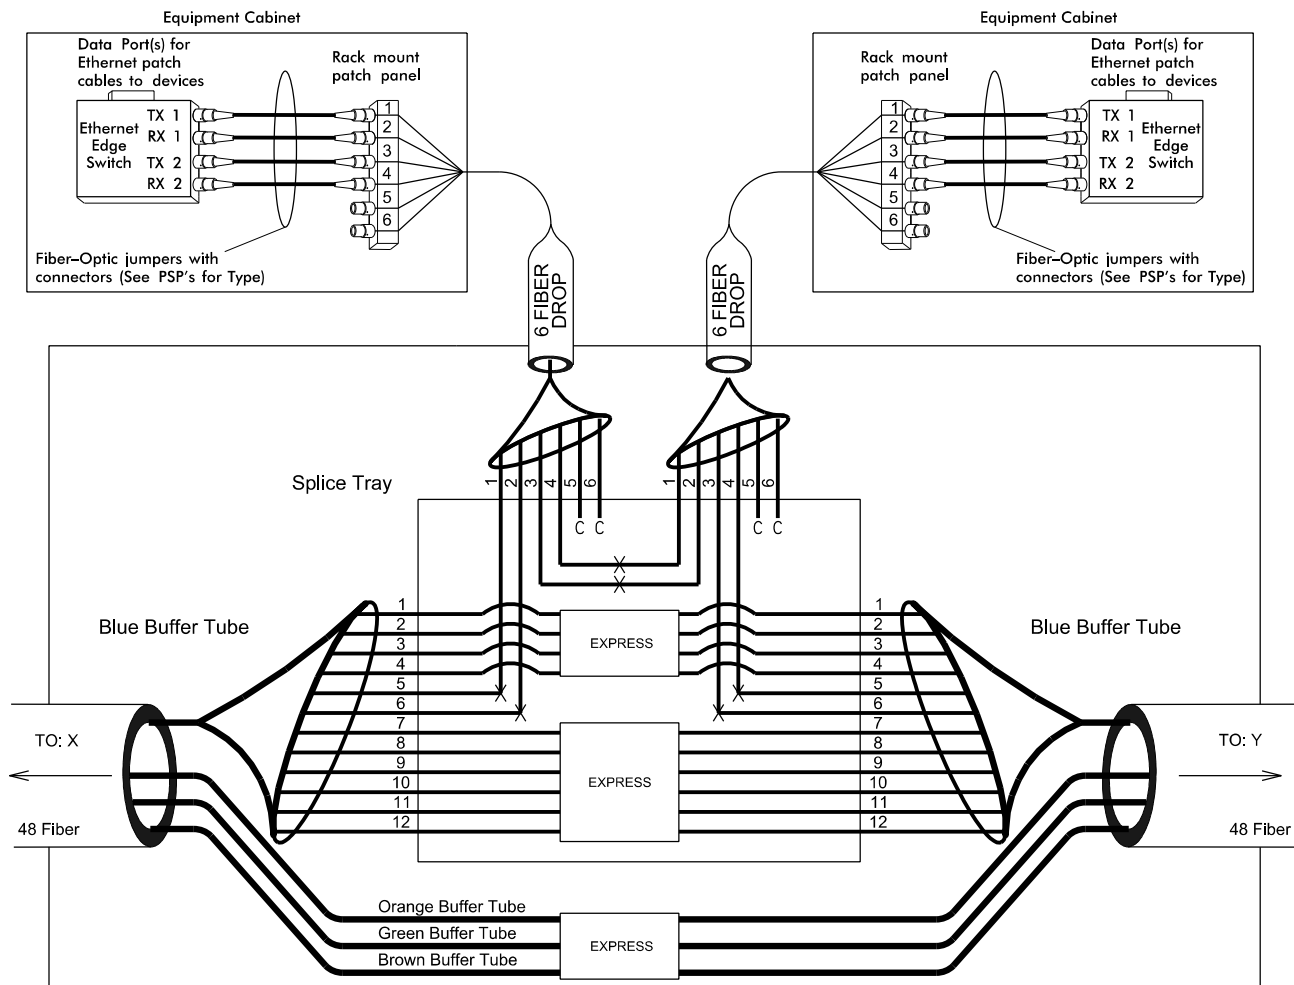 Equipment Cabinet
Data Port(s) for
Ethernet patch
cables to devices
Rack mount
patch panel
TX 1
RX 1
TX 2
RX 2
Ethernet
Edge
Switch
1
2
3
4
5
6
Fiber–Optic jumpers with
connectors (See PSP's for Type)
Equipment Cabinet
Rack mount
patch panel
Data Port(s) for
Ethernet patch
cables to devices
1
2
3
4
5
6
TX 1
RX 1
TX 2
RX 2
Ethernet
Edge
Switch
Fiber–Optic jumpers with
connectors (See PSP's for Type)
6 FIBER
DROP
6 FIBER
DROP
Splice Tray
1
2
3
4
5
6
1
2
3
4
5
6
C C
C C
X
X
Blue Buffer Tube
1
2
3
4
5
6
7
8
9
10
11
12
EXPRESS
X
X
X
X
EXPRESS
Blue Buffer Tube
1
2
3
4
5
6
7
8
9
10
11
12
TO: X
48 Fiber
TO: Y
48 Fiber
Orange Buffer Tube
Green Buffer Tube
Brown Buffer Tube
EXPRESS